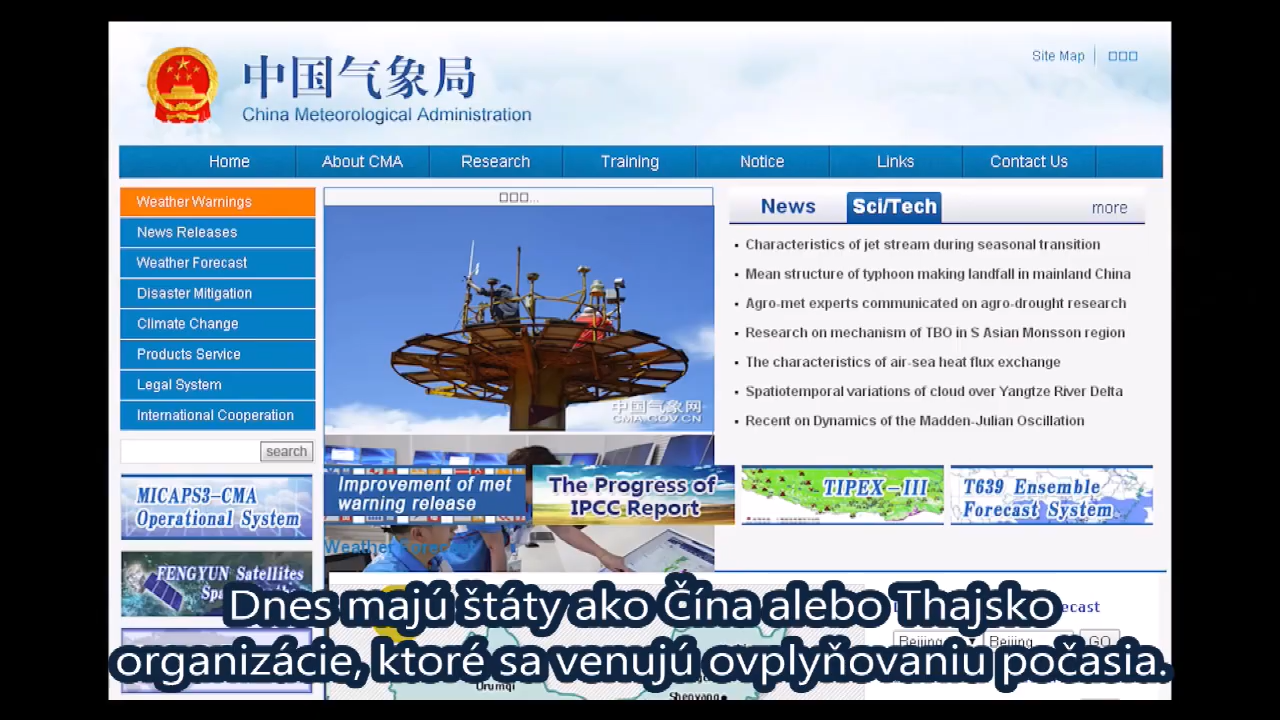 中国气象局
China Meteorological Administration
Site Map
Home About CMA Research Training Notice Links Contact Us
Weather Warnings
News Releases
Weather Forecast
Disaster Mitigation
Climate Change
Products Service
Legal System
International Cooperation
search
MICAPS3-CMA
Operational System
FENGYUN Satellites
中国气象网
CMA.GOV.CN
News Sci/Tech more
Characteristics of jet stream during seasonal transition
Mean structure of typhoon making landfall in mainland China
Agro-met experts communicated on agro-drought research
Research on mechanism of TBO in S Asian Monsson region
The characteristics of air-sea heat flux exchange
Spatiotemporal variations of cloud over Yangtze River Delta
Recent on Dynamics of the Madden-Julian Oscillation
Improvement of met
warning release
The Progress of
IPCC Report
TIPEX-III
T639 Ensemble
Forecast System
Weather Forecast
Beijing Beijing GO
Urumqi
Shenyang
Dnes majú štáty ako Čína alebo Thajsko
organizácie, ktoré sa venujú ovplyňovaniu počasia.